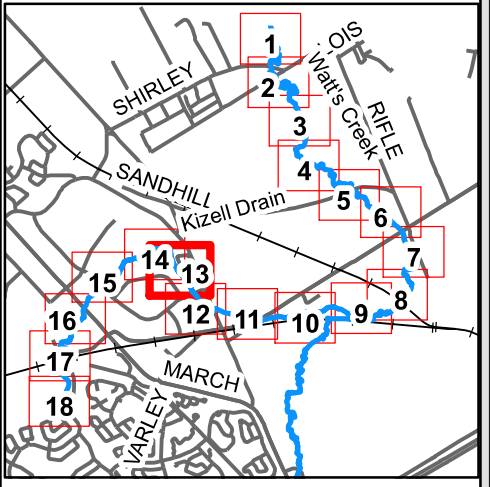 1
OIS
2
Watt's Creek
SHIRLEY
RIFLE
3
4
SANDHILL
5
Kizell Drain
6
7
14
13
15
8
12
11
10
9
16
17
MARCH
18
VARLEY